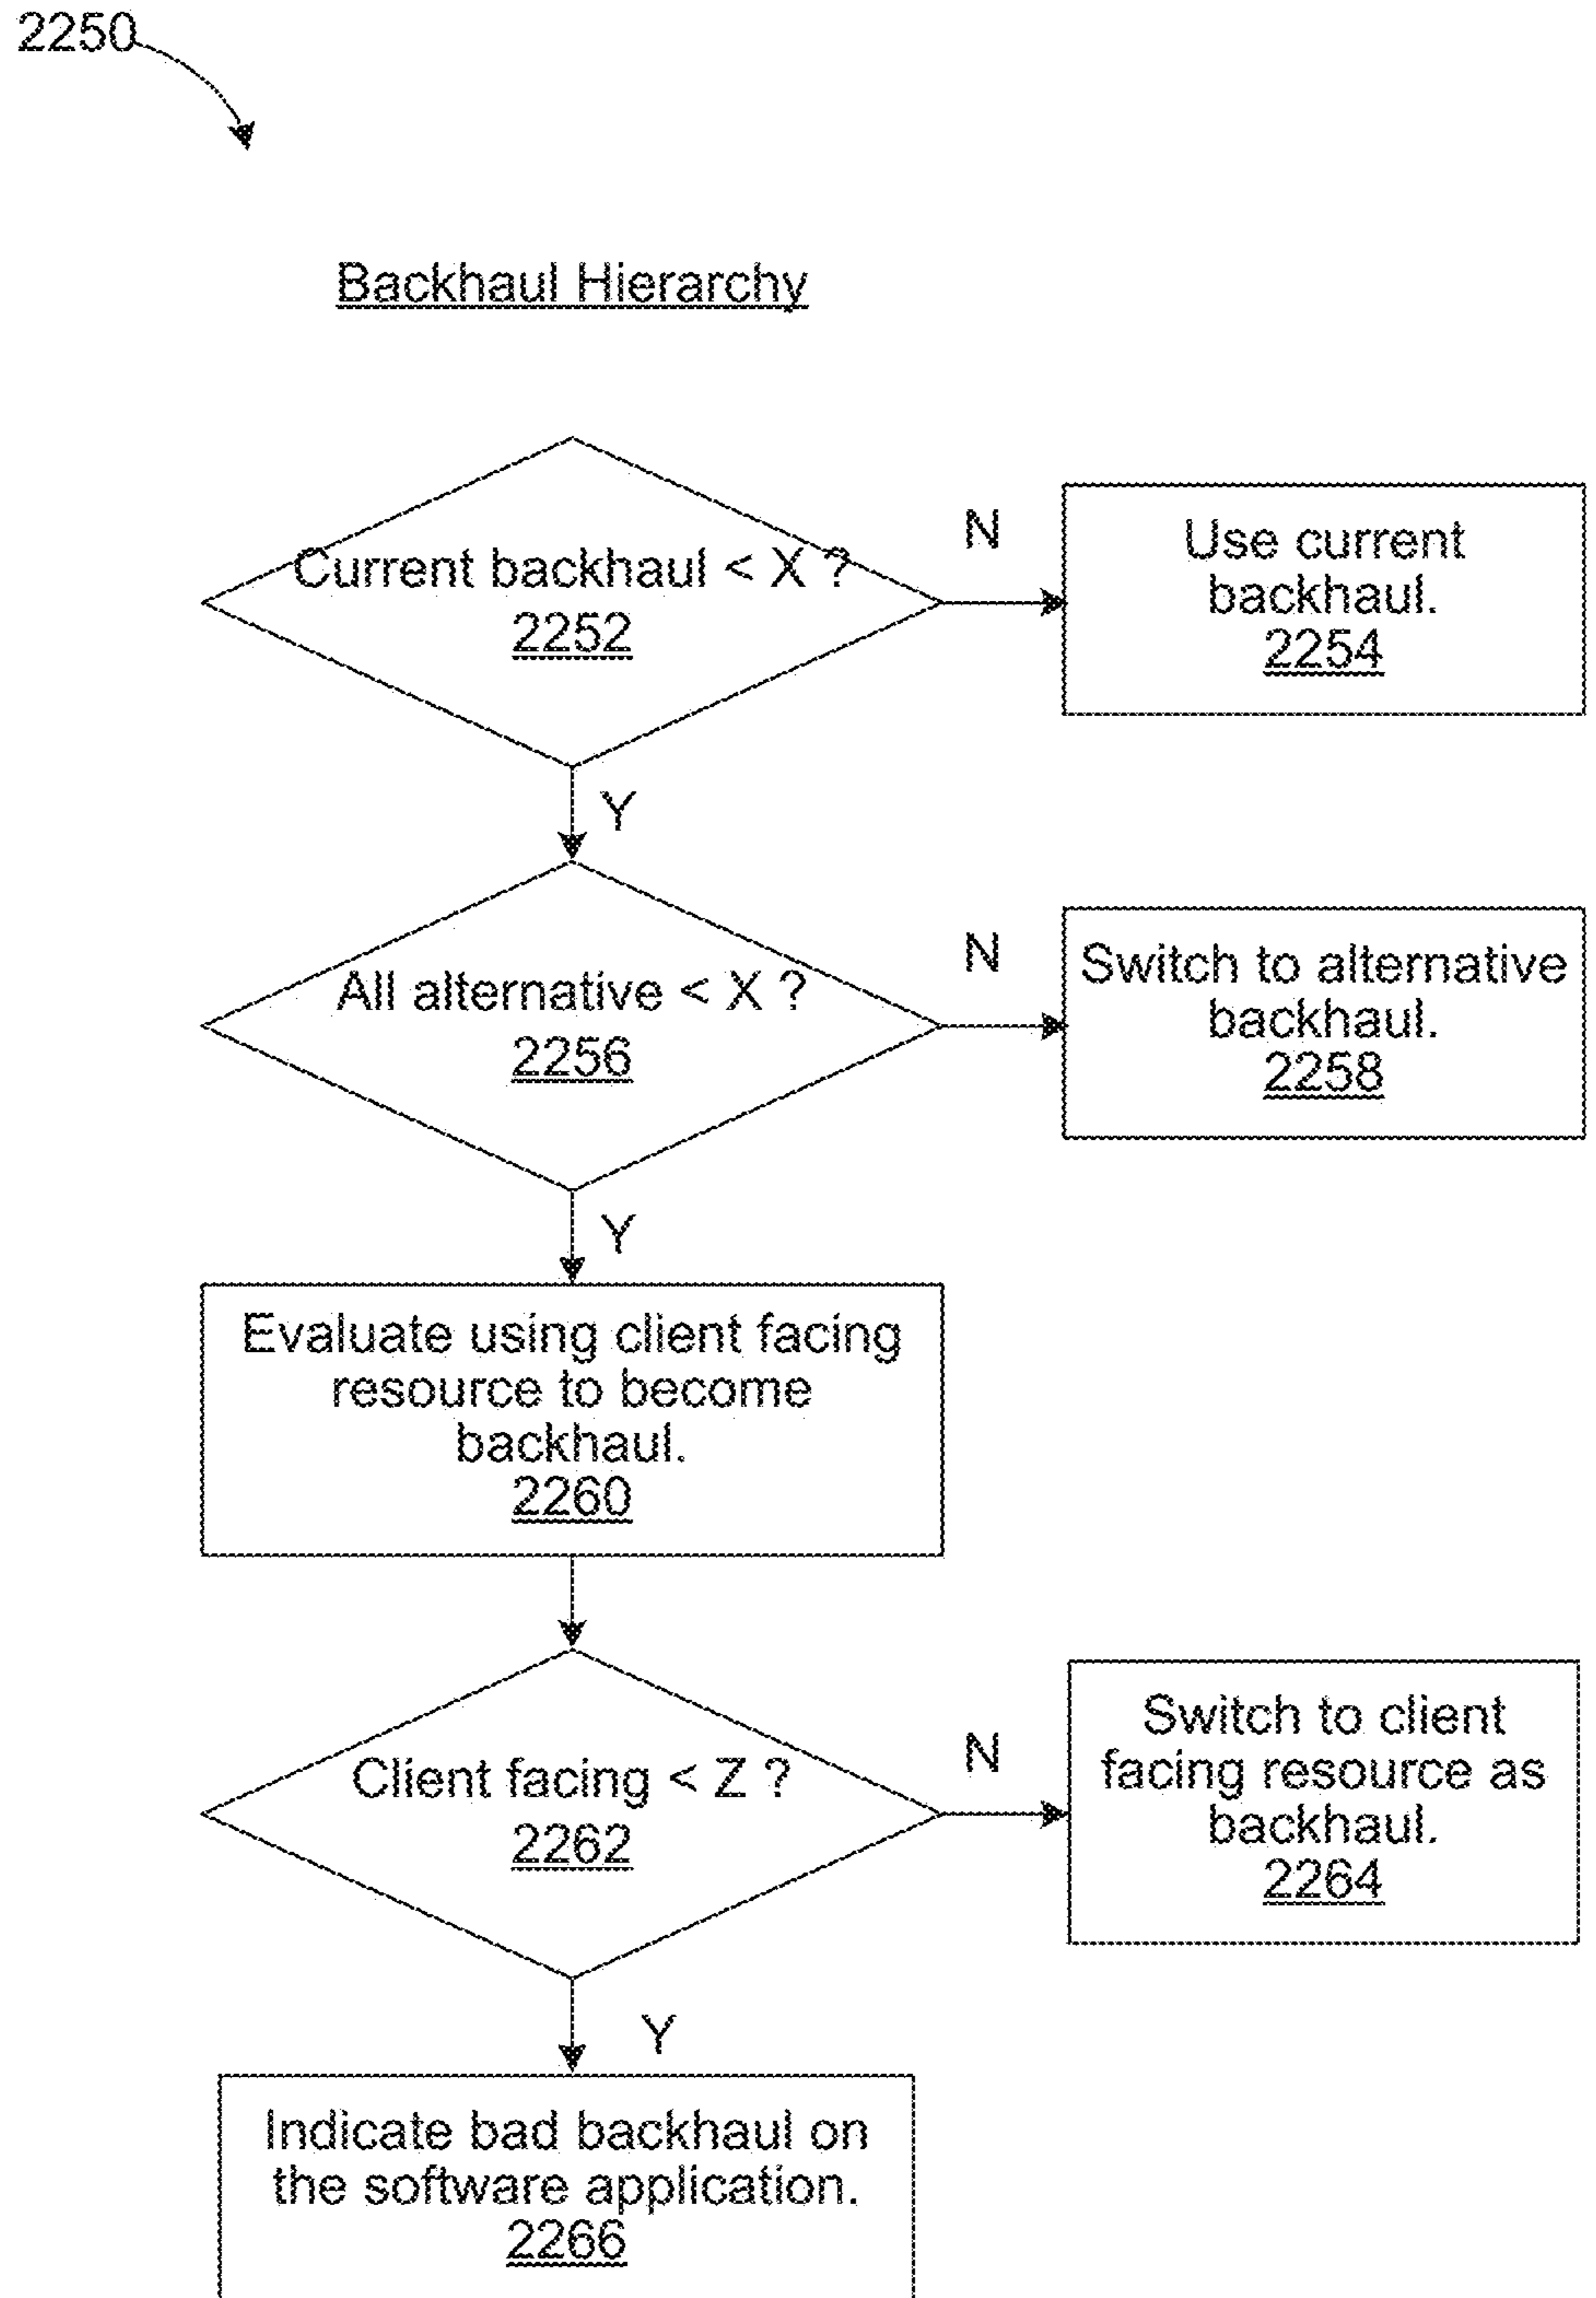 2250
Backhaul Hierarchy
Current backhaul < X ?
2252
N
Use current
backhaul.
2254
Y
All alternative < X ?
2256
N
Switch to alternative
backhaul.
2258
Y
Evaluate using client facing
resource to become
backhaul.
2260
Client facing < Z ?
2262
N
Switch to client
facing resource as
backhaul.
2264
Y
Indicate bad backhaul on
the software application.
2266